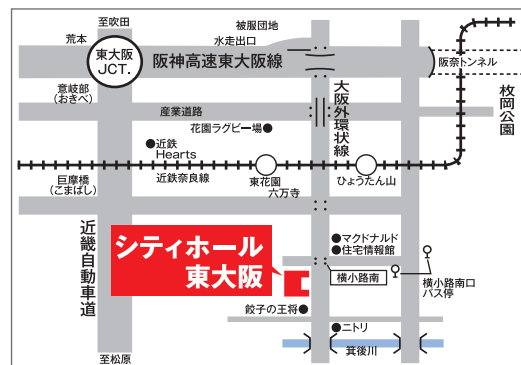 至吹田
被服団地
荒本
水走出口
東大阪
JCT.
阪神高速東大阪線
阪奈トンネル
意岐部
(おきべ)
産業道路
大阪外環状線
枚岡公園
花園ラグビー場
近鉄
Hearts
巨摩橋
(こまばし)
近鉄奈良線
東花園
ひょうたん山
六万寺
近畿自動車道
シティホール
東大阪
マクドナルド
住宅情報館
横小路南
横小路南口
バス停
餃子の王将
ニトリ
箕後川
至松原